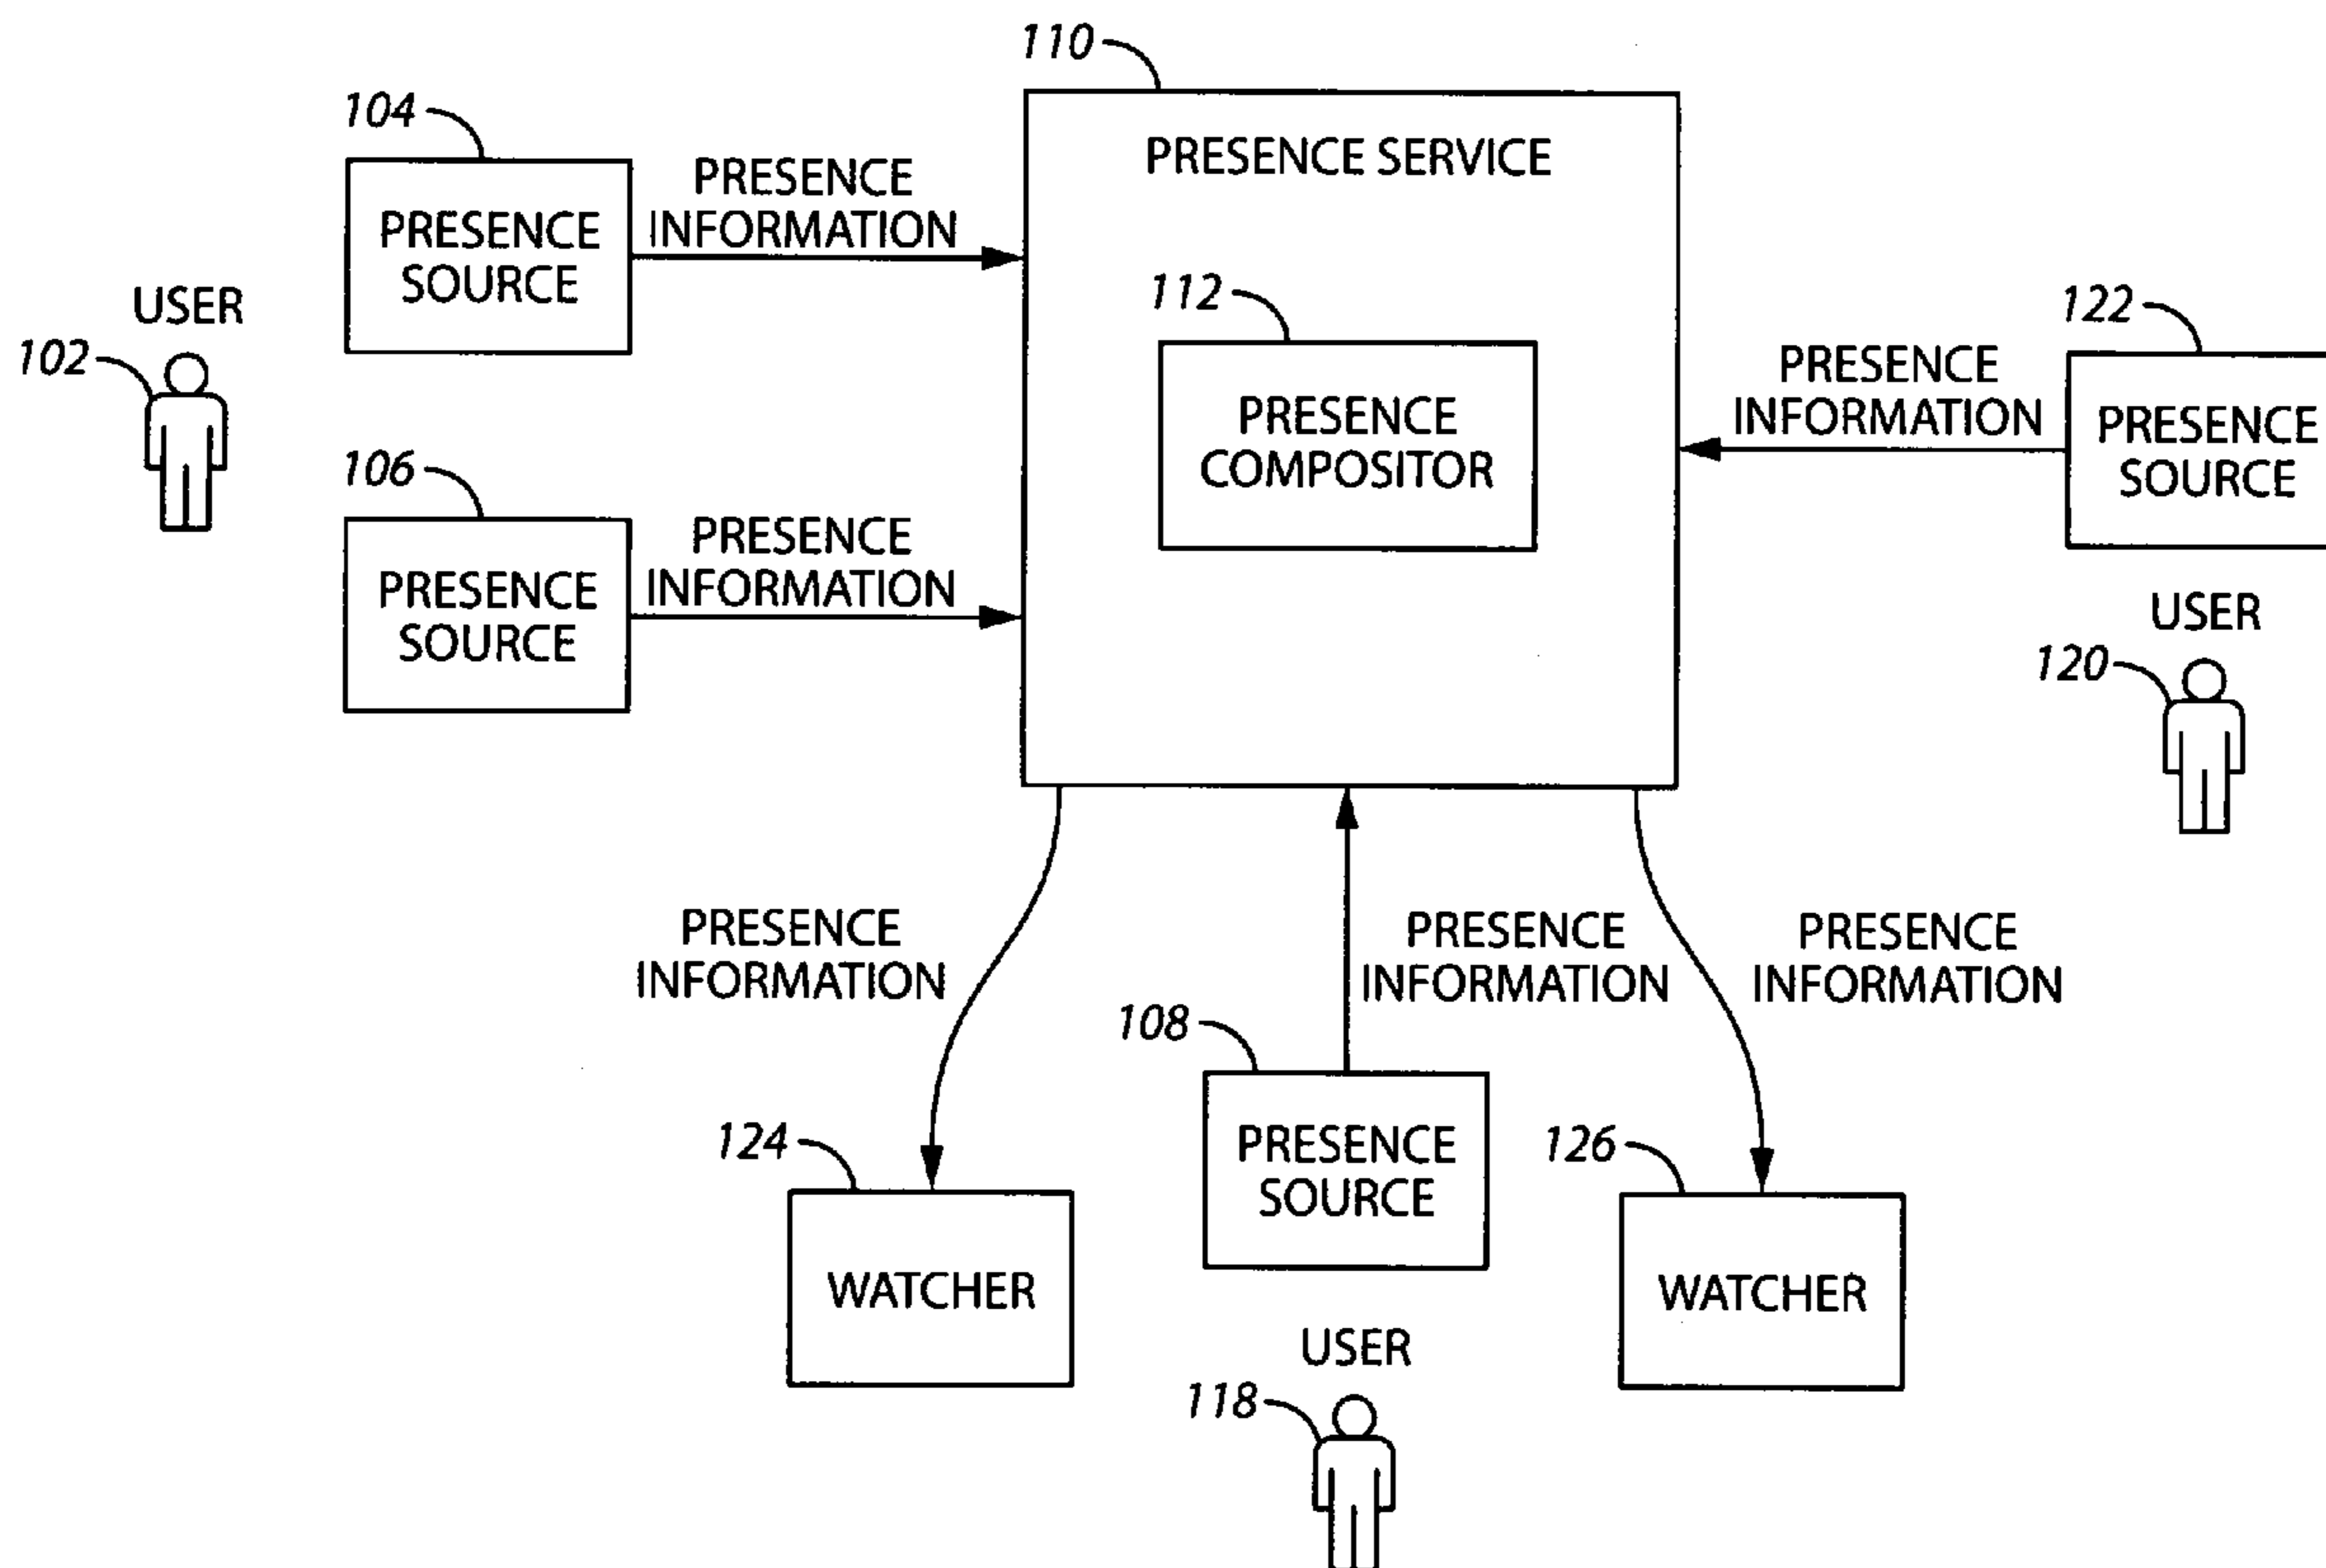 110
104
PRESENCE
INFORMATION
PRESENCE SERVICE
PRESENCE
SOURCE
112
122
USER
102
PRESENCE
INFORMATION
PRESENCE
COMPOSITOR
PRESENCE
SOURCE
106
PRESENCE
INFORMATION
PRESENCE
SOURCE
USER
120
PRESENCE
INFORMATION
PRESENCE
INFORMATION
PRESENCE
INFORMATION
108
124
PRESENCE
SOURCE
126
WATCHER
WATCHER
USER
118